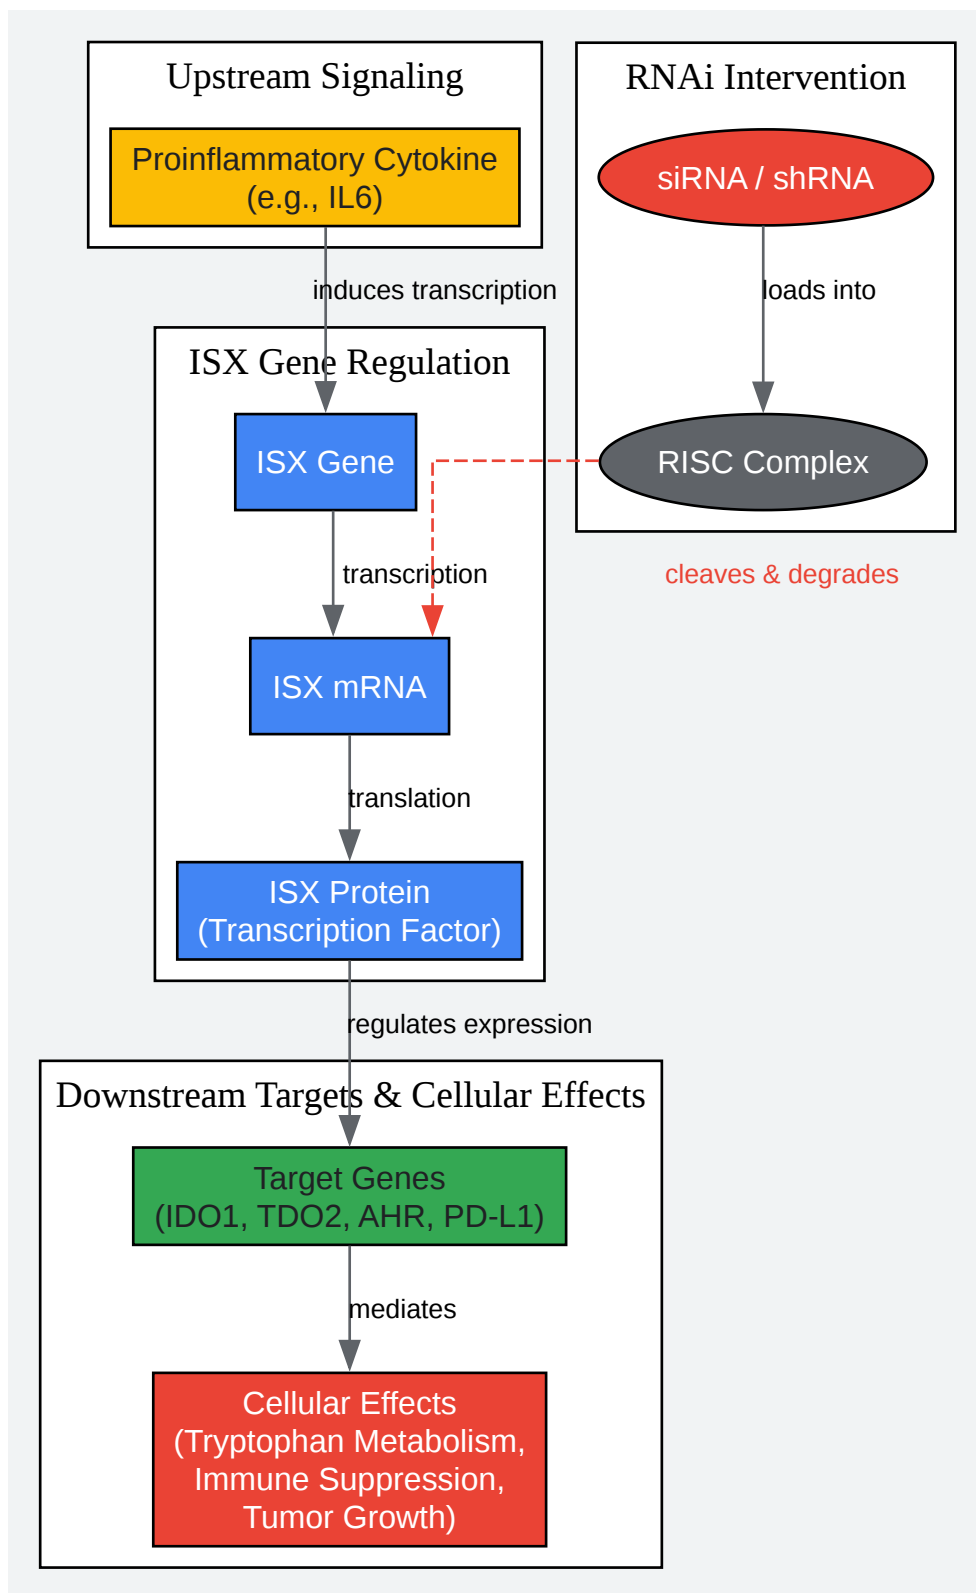 Upstream Signaling
Proinflammatory Cytokine
(e.g., IL6)
induces transcription
RNAi Intervention
siRNA / shRNA
loads into
RISC Complex
cleaves & degrades
ISX Gene Regulation
ISX Gene
transcription
ISX mRNA
translation
ISX Protein
(Transcription Factor)
regulates expression
Downstream Targets & Cellular Effects
Target Genes
(IDO1, TDO2, AHR, PD-L1)
mediates
Cellular Effects
(Tryptophan Metabolism,
Immune Suppression,
Tumor Growth)